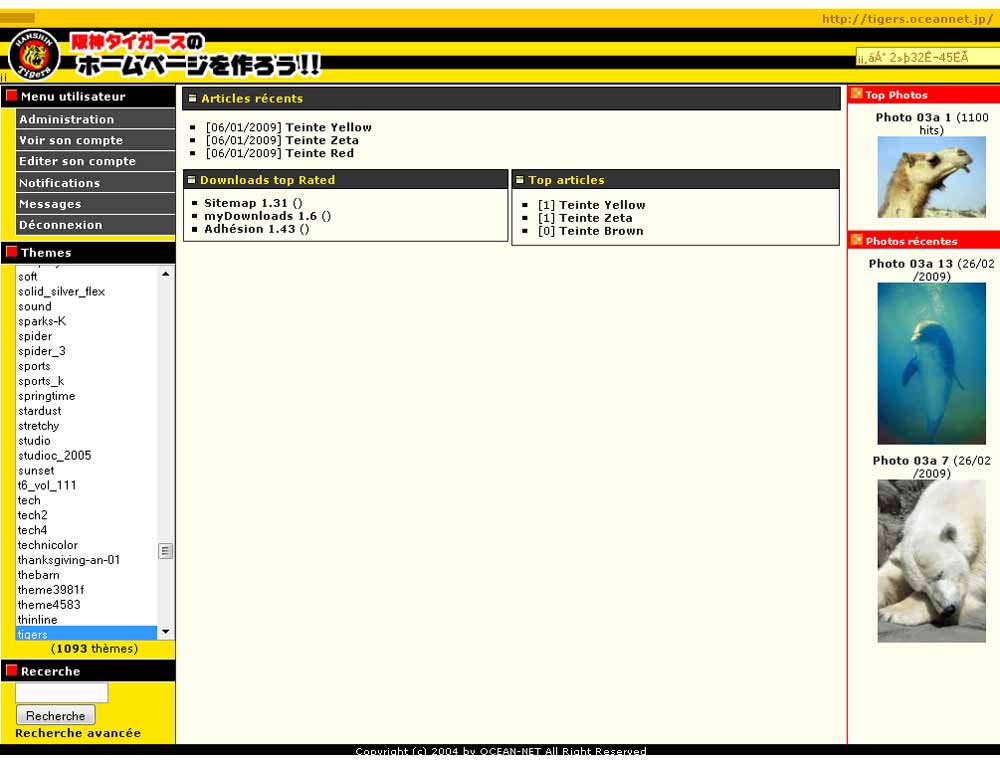 http://tigers.oceannet.jp/
HANSHIN
Tigers
阪神タイガースの
ホームページを作ろう!!
Menu utilisateur
Administration
Voir son compte
Editer son compte
Notifications
Messages
Déconnexion
Themes
soft
solid_silver_flex
sound
sparks-K
spider
spider_3
sports
sports_k
springtime
stardust
stretchy
studio
studioc_2005
sunset
t6_vol_111
tech
tech2
tech4
technicolor
thanksgiving-an-01
thebarn
theme3981f
theme4583
thinline
tigers
(1093 thèmes)
Recerche
Recherche
Recherche avancée
Articles récents
[06/01/2009] Teinte Yellow
[06/01/2009] Teinte Zeta
[06/01/2009] Teinte Red
Downloads top Rated
Sitemap 1.31 ()
myDownloads 1.6 ()
Adhésion 1.43 ()
Top articles
[1] Teinte Yellow
[1] Teinte Zeta
[0] Teinte Brown
Top Photos
Photo 03a 1 (1100
hits)
Photos récentes
Photo 03a 13 (26/02
/2009)
Photo 03a 7 (26/02
/2009)
Copyright (c) 2004 by OCEAN-NET All Right Reserved